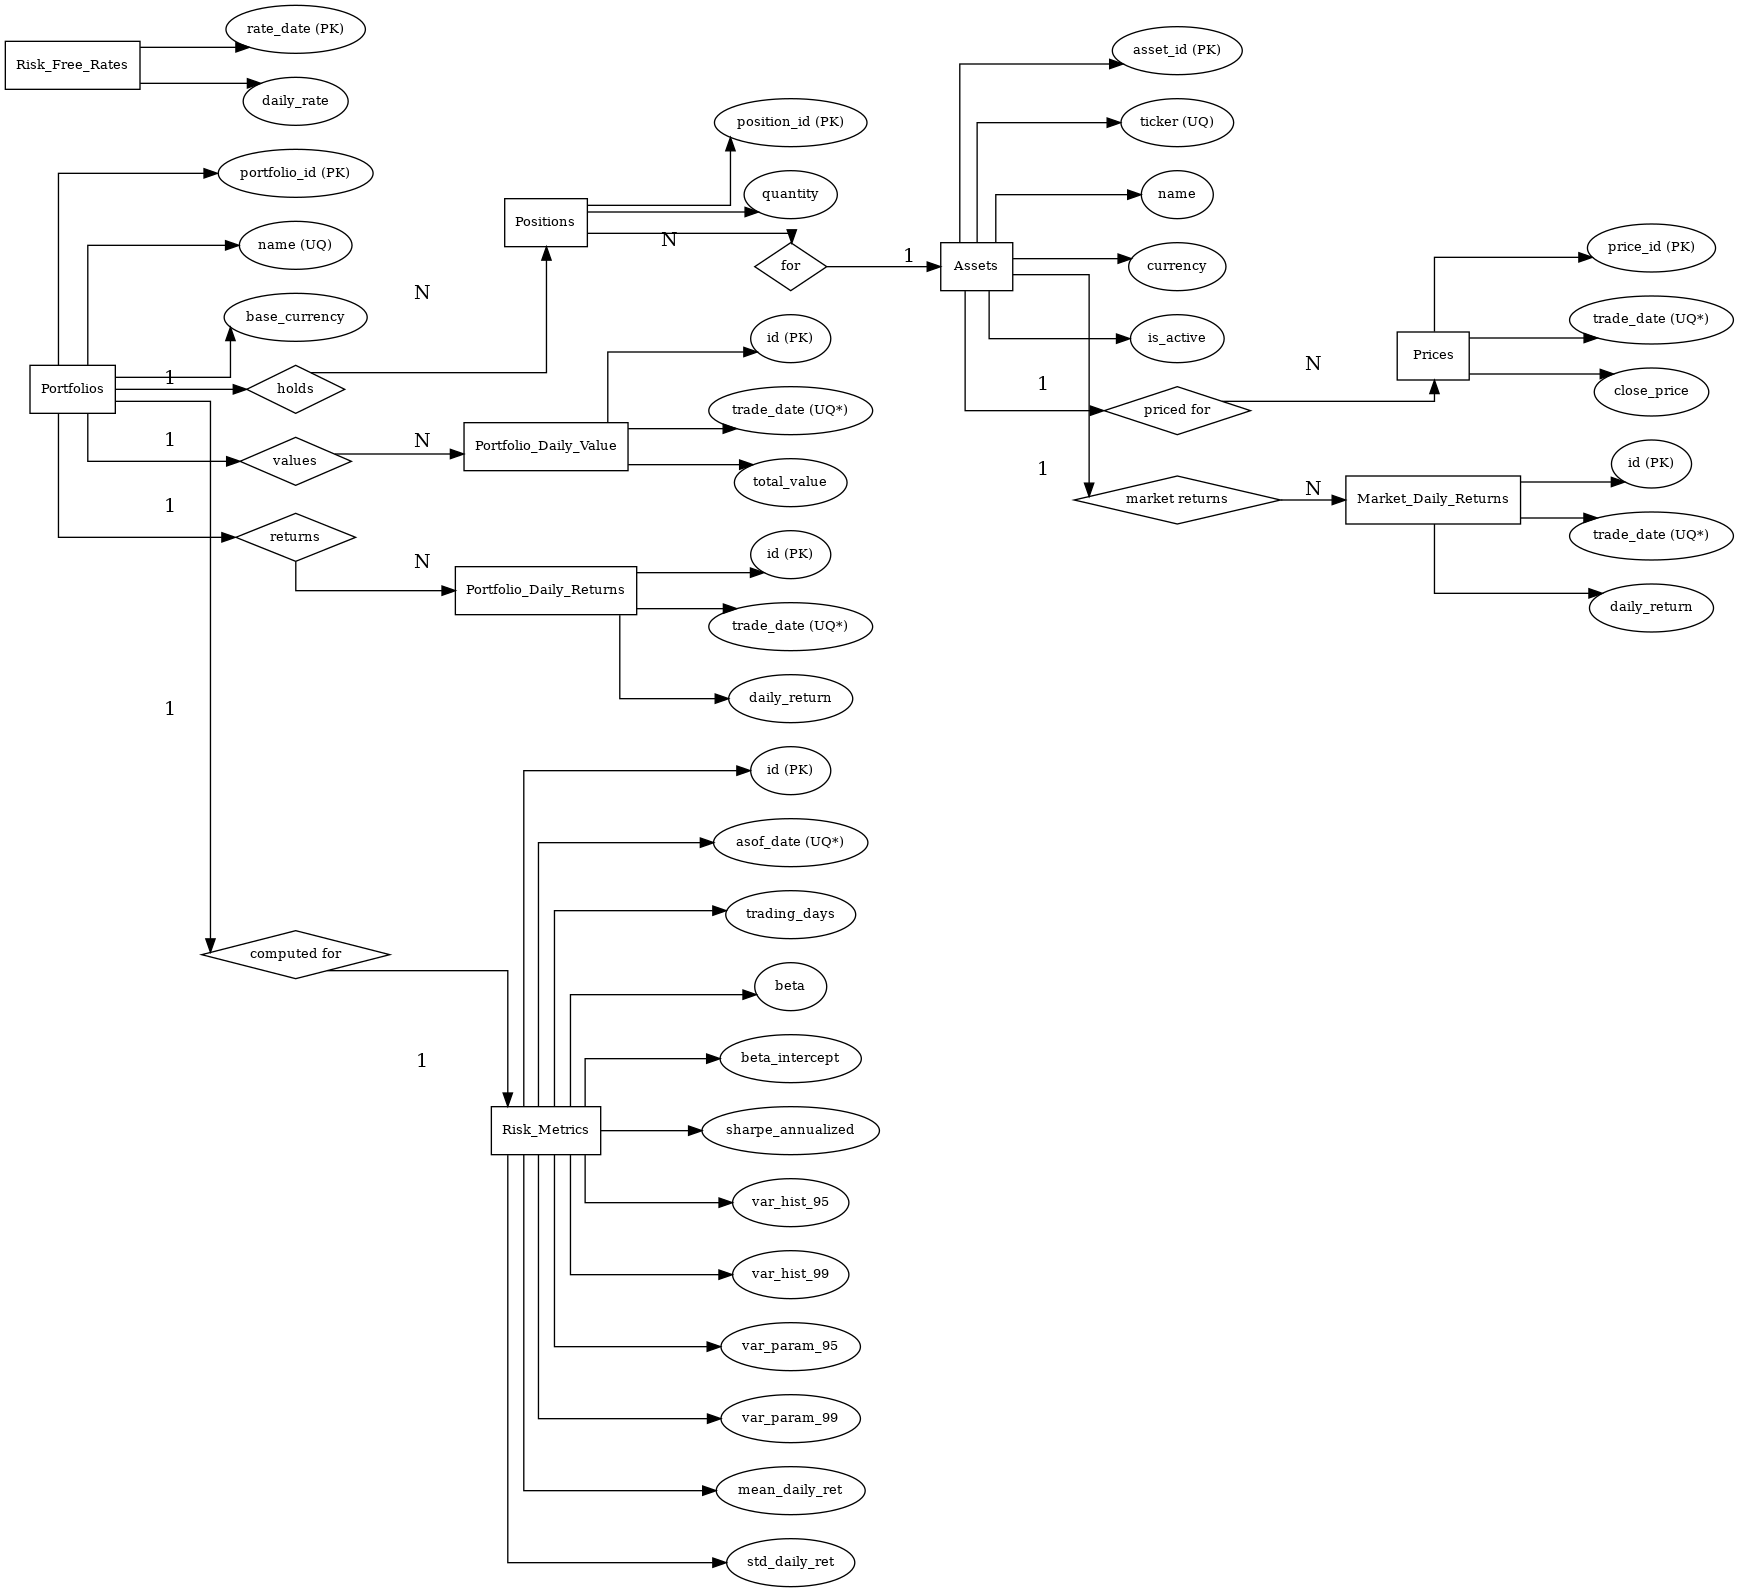 rate_date (PK)
Risk_Free_Rates
daily_rate
portfolio_id (PK)
name (UQ)
base_currency
Portfolios
1
holds
N
1
values
N
1
returns
N
1
computed for
1
position_id (PK)
Positions
quantity
N
for
1
id (PK)
trade_date (UQ*)
Portfolio_Daily_Value
total_value
id (PK)
Portfolio_Daily_Returns
trade_date (UQ*)
daily_return
id (PK)
asof_date (UQ*)
trading_days
beta
beta_intercept
Risk_Metrics
sharpe_annualized
var_hist_95
var_hist_99
var_param_95
var_param_99
mean_daily_ret
std_daily_ret
asset_id (PK)
ticker (UQ)
name
Assets
currency
is_active
1
priced for
N
1
market returns
N
price_id (PK)
trade_date (UQ*)
Prices
close_price
id (PK)
Market_Daily_Returns
trade_date (UQ*)
daily_return